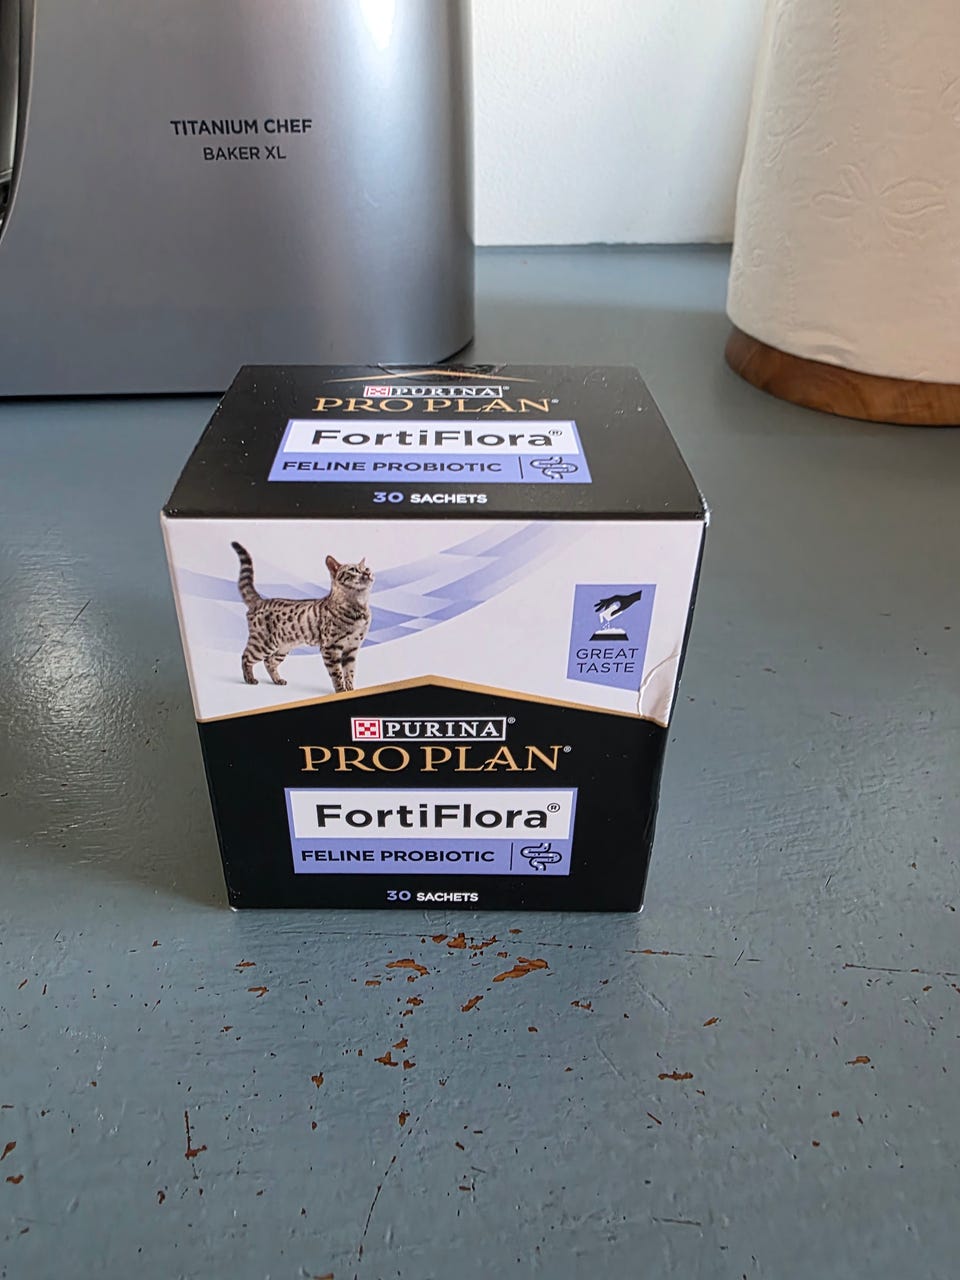 TITANIUM CHEF
BAKER XL
PURINA®
PRO PLAN®
FortiFlora®
FELINE PROBIOTIC
30 SACHETS
GREAT
TASTE
PURINA®
PRO PLAN®
FortiFlora®
FELINE PROBIOTIC
30 SACHETS